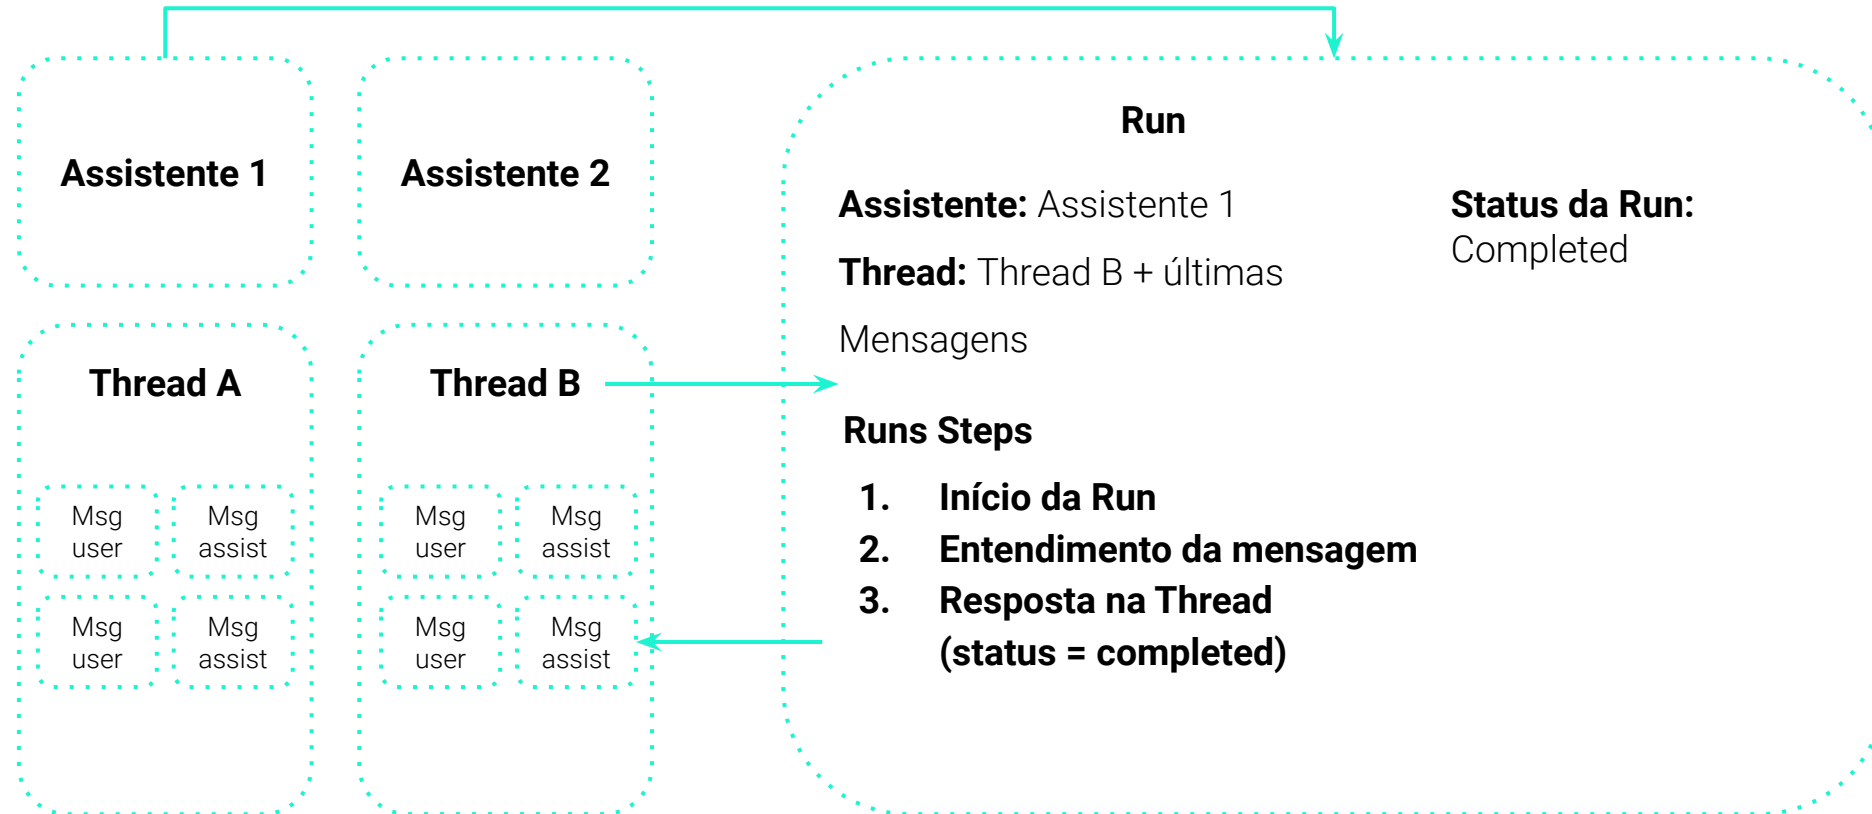 Assistente 1
Assistente 2
Thread A
Msg
user
Msg
assist
Msg
user
Msg
assist
Thread B
Msg
user
Msg
assist
Msg
user
Msg
assist
Run
Assistente: Assistente 1
Thread: Thread B + últimas
Mensagens
Status da Run:
Completed
Runs Steps
1. Início da Run
2. Entendimento da mensagem
3. Resposta na Thread
(status = completed)